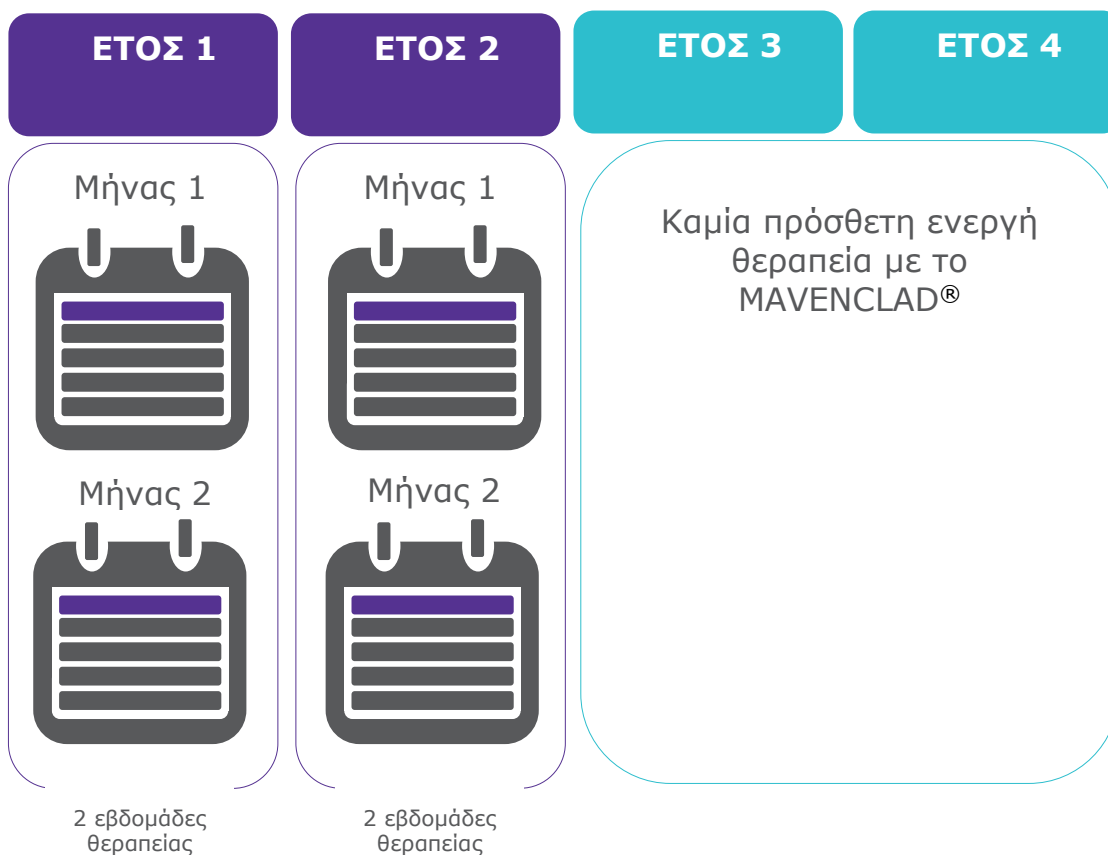 ΕΤΟΣ 1
ΕΤΟΣ 2
ΕΤΟΣ 3
ΕΤΟΣ 4
Μήνας 1
Μήνας 1
Καμία πρόσθετη ενεργή
θεραπεία με το
MAVENCLAD®
Μήνας 2
Μήνας 2
2 εβδομάδες
θεραπείας
2 εβδομάδες
θεραπείας